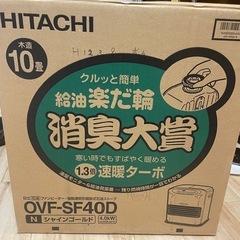 HITACHI
木造
10畳
クルッと簡単
給油 楽だ輪
消臭大賞
寒い時でもすばやく暖める
1.3倍 速暖ターボ
OVF-SF40D
N シャインゴールド
4.0kW